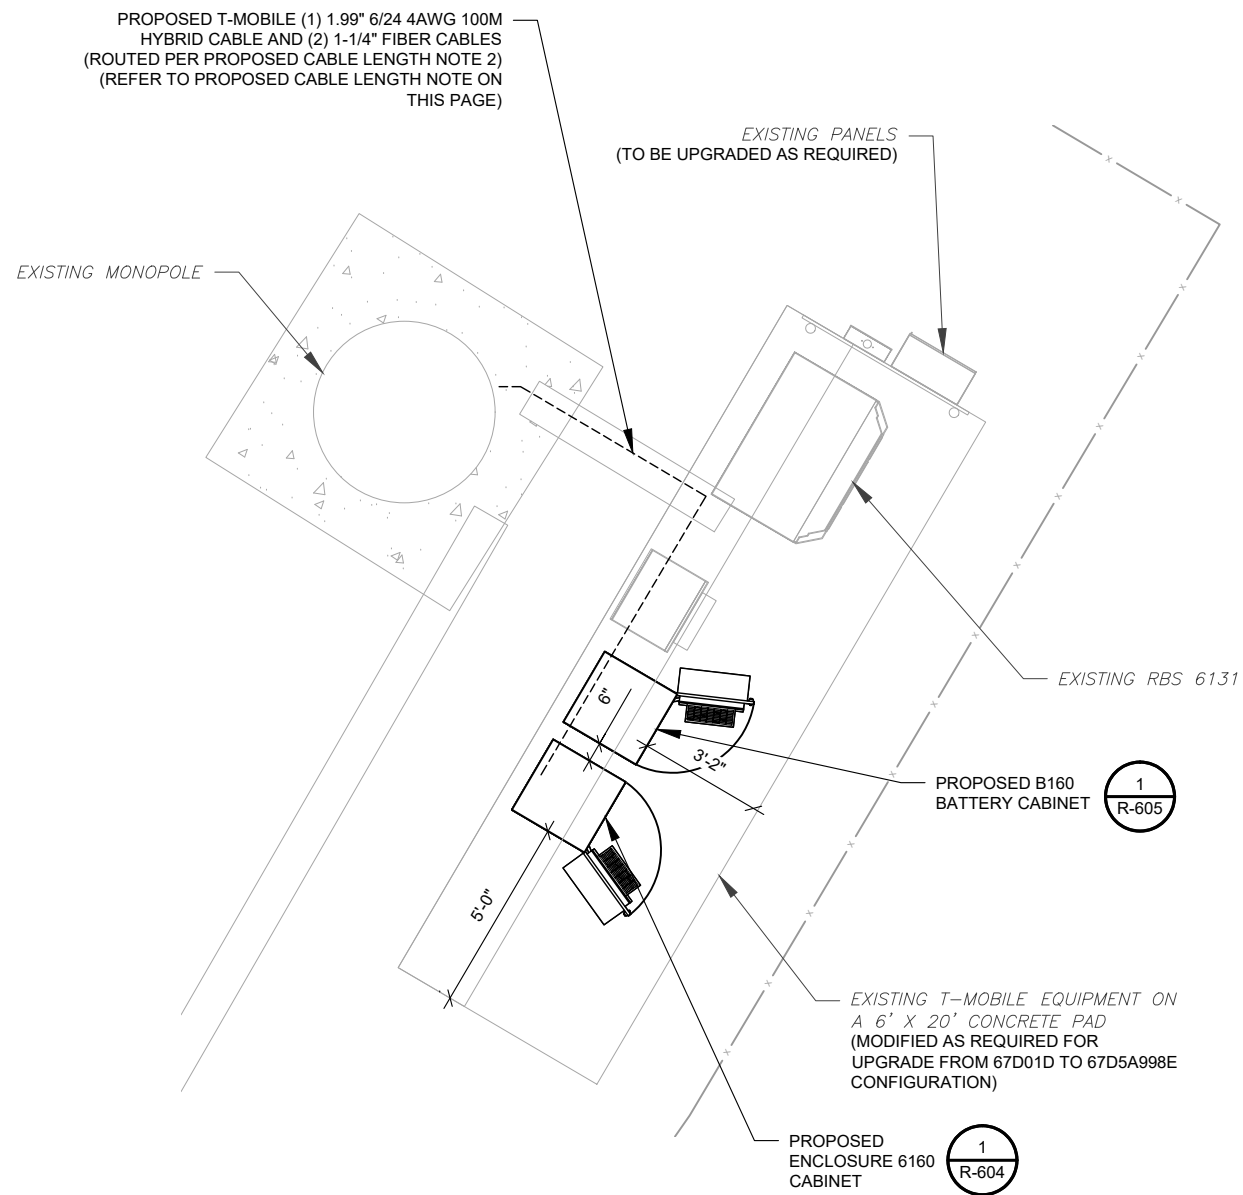 PROPOSED T-MOBILE (1) 1.99" 6/24 4AWG 100M
HYBRID CABLE AND (2) 1-1/4" FIBER CABLES
(ROUTED PER PROPOSED CABLE LENGTH NOTE 2)
(REFER TO PROPOSED CABLE LENGTH NOTE ON
THIS PAGE)
EXISTING PANELS
(TO BE UPGRADED AS REQUIRED)
EXISTING MONOPOLE
EXISTING RBS 6131
6"
3'-2"
PROPOSED B160
BATTERY CABINET
1
R-605
5'-0"
EXISTING T-MOBILE EQUIPMENT ON
A 6' X 20' CONCRETE PAD
(MODIFIED AS REQUIRED FOR
UPGRADE FROM 67D01D TO 67D5A998E
CONFIGURATION)
PROPOSED
ENCLOSURE 6160
CABINET
1
R-604